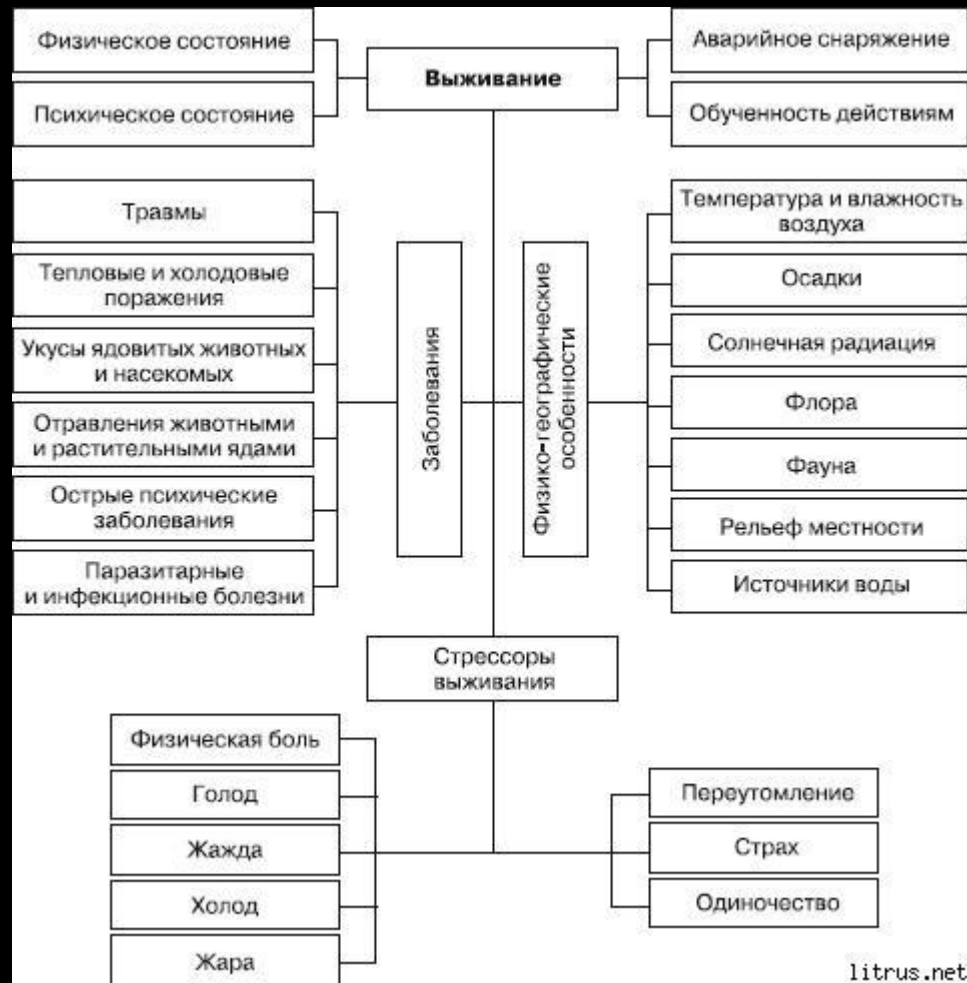 Физическое состояние
Психическое состояние
Выживание
Аварийное снаряжение
Обученность действиям
Травмы
Тепловые и холодовые
поражения
Укусы ядовитых животных
и насекомых
Отравления животными
и растительными ядами
Острые психические
заболевания
Паразитарные
и инфекционные болезни
Заболевания
Физико-географические
особенности
Температура и влажность
воздуха
Осадки
Солнечная радиация
Флора
Фауна
Рельеф местности
Источники воды
Стрессоры
выживания
Физическая боль
Голод
Жажда
Холод
Жара
Переутомление
Страх
Одиночество
litrus.net